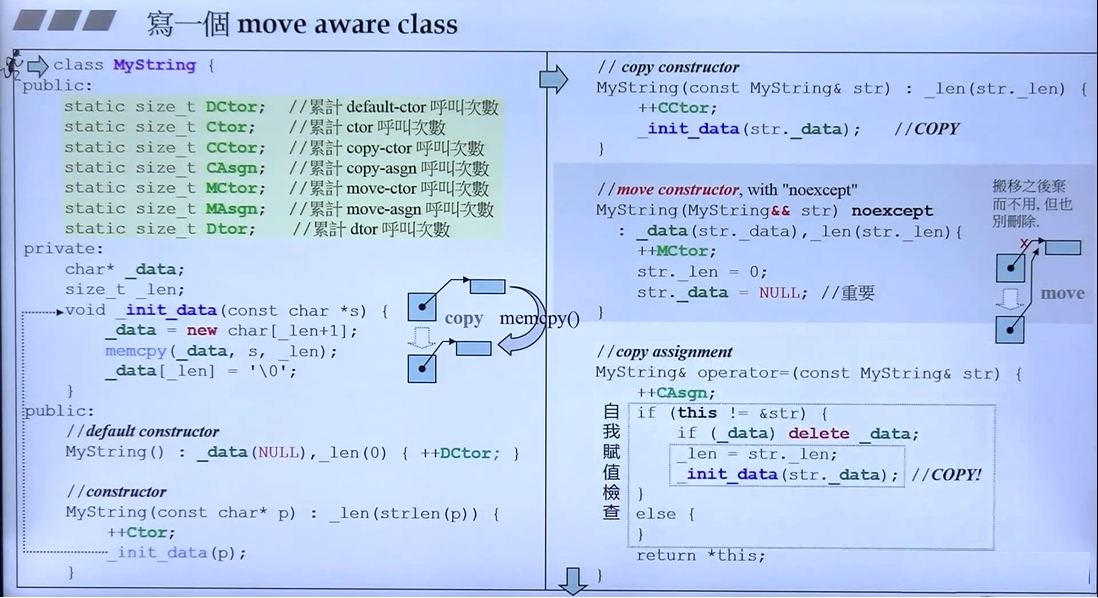 寫一個 move aware class
class MyString {
public:
static size_t DCtor; //累計 default-ctor 呼叫次數
static size_t Ctor; //累計 ctor 呼叫次數
static size_t CCtor; //累計 copy-ctor 呼叫次數
static size_t CAsgn; //累計 copy-asgn 呼叫次數
static size_t MCtor; //累計 move-ctor 呼叫次數
static size_t MAsgn; //累計 move-asgn 呼叫次數
static size_t Dtor; //累計 dtor 呼叫次數
private:
char* _data;
size_t _len;
void _init_data(const char *s) {
_data = new char[_len+1];
memcpy(_data, s, _len);
_data[_len] = '\0';
}
copy memcpy()
public:
//default constructor
MyString() : _data(NULL),_len(0) { ++DCtor; }
//constructor
MyString(const char* p) : _len(strlen(p)) {
++Ctor;
_init_data(p);
}
// copy constructor
MyString(const MyString& str) : _len(str._len) {
++CCtor;
_init_data(str._data); //COPY
}
//move constructor, with "noexcept"
MyString(MyString&& str) noexcept
: _data(str._data),_len(str._len){
++MCtor;
str._len = 0;
str._data = NULL; //重要
}
搬移之後棄
而不用, 但也
別刪除.
x
move
//copy assignment
MyString& operator=(const MyString& str) {
++CAsgn;
自我賦值檢查
if (this != &str) {
if (_data) delete _data;
_len = str._len;
_init_data(str._data); //COPY!
}
else {
}
return *this;
}